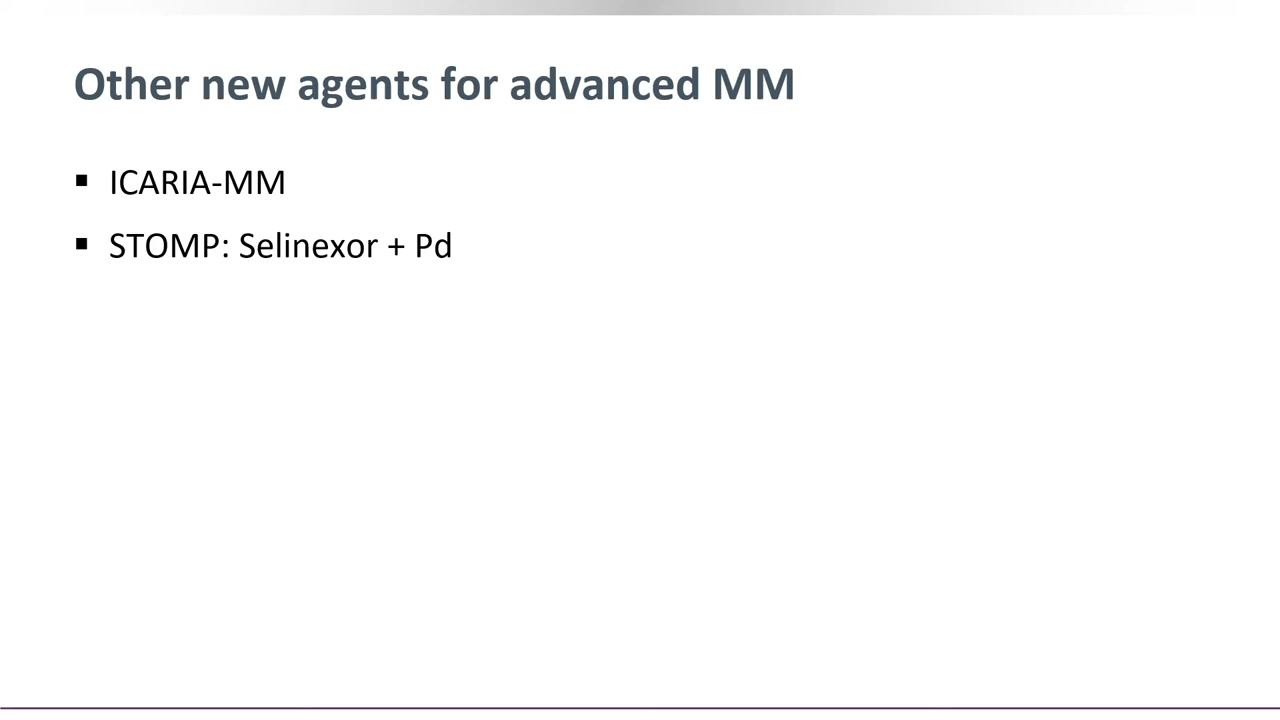 Other new agents for advanced MM
▪ ICARIA-MM
▪ STOMP: Selinexor + Pd